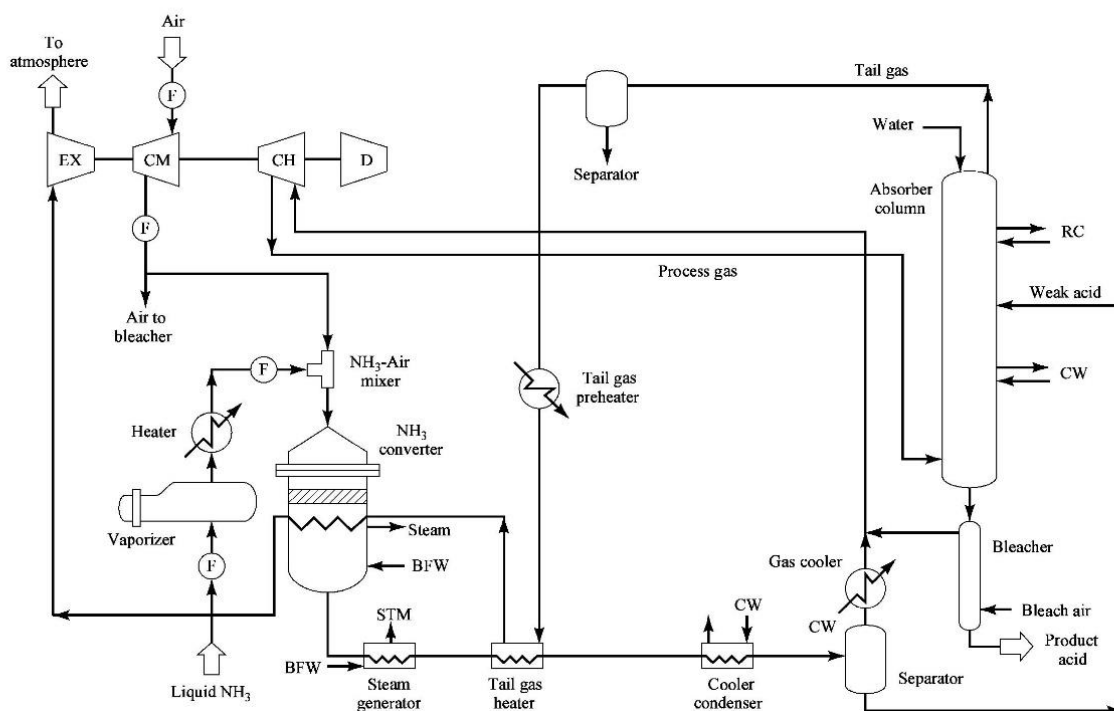 Air
To
atmosphere
F
Tail gas
Water
EX
CM
CH
D
Separator
Absorber
column
F
RC
Process gas
Weak acid
Air to
bleacher
NH₃-Air
mixer
F
Tail gas
preheater
CW
Heater
NH₃
converter
Vaporizer
Steam
Bleacher
F
BFW
Gas cooler
STM
CW
CW
Bleach air
BFW
Product
acid
Liquid NH₃
Steam
generator
Tail gas
heater
Cooler
condenser
Separator